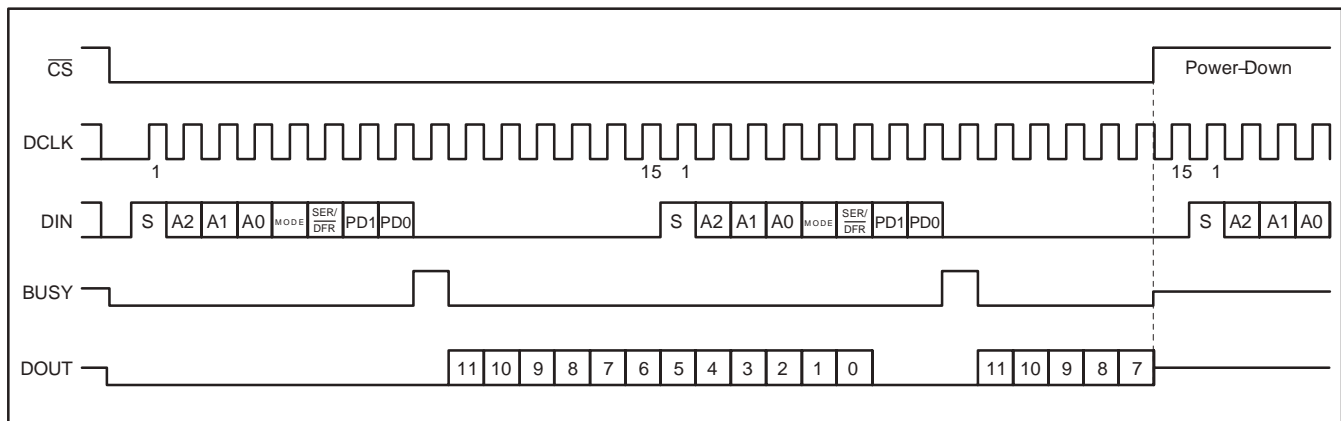 CS Power-Down
DCLK
1 15 1 15 1
DIN S A2 A1 A0 MODE SER/DFR PD1 PD0 S A2 A1 A0 MODE SER/DFR PD1 PD0 S A2 A1 A0
BUSY
DOUT 11 10 9 8 7 6 5 4 3 2 1 0 11 10 9 8 7